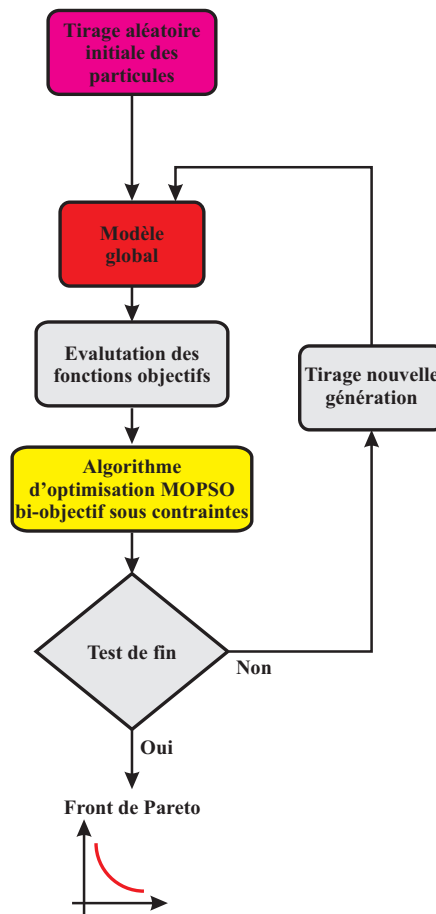 Tirage aléatoire
initiale des
particules
Modèle
global
Evalutation des
fonctions objectifs
Tirage nouvelle
génération
Algorithme
d'optimisation MOPSO
bi-objectif sous contraintes
Test de fin
Non
Oui
Front de Pareto